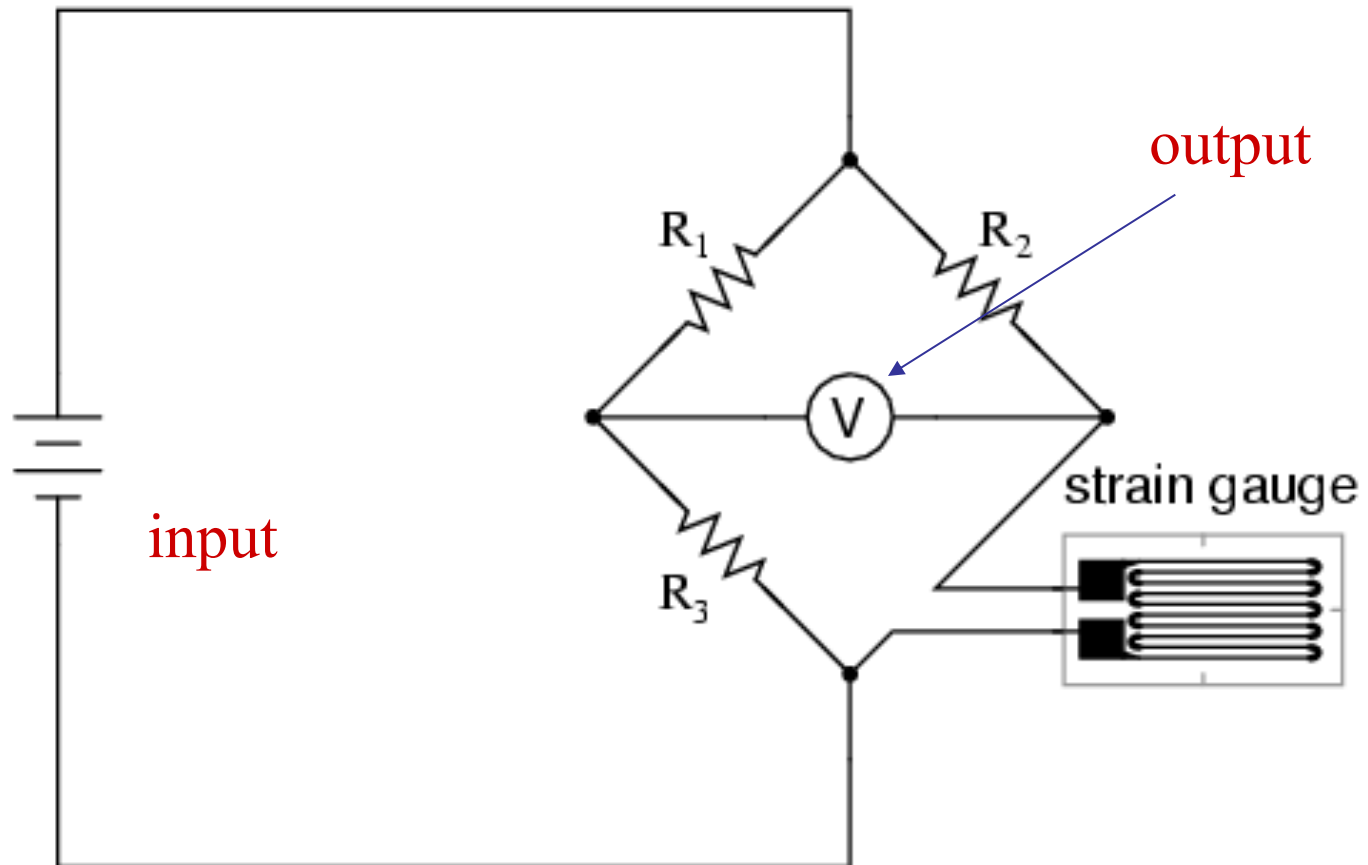 output
R₁
R₂
V
strain gauge
input
R₃